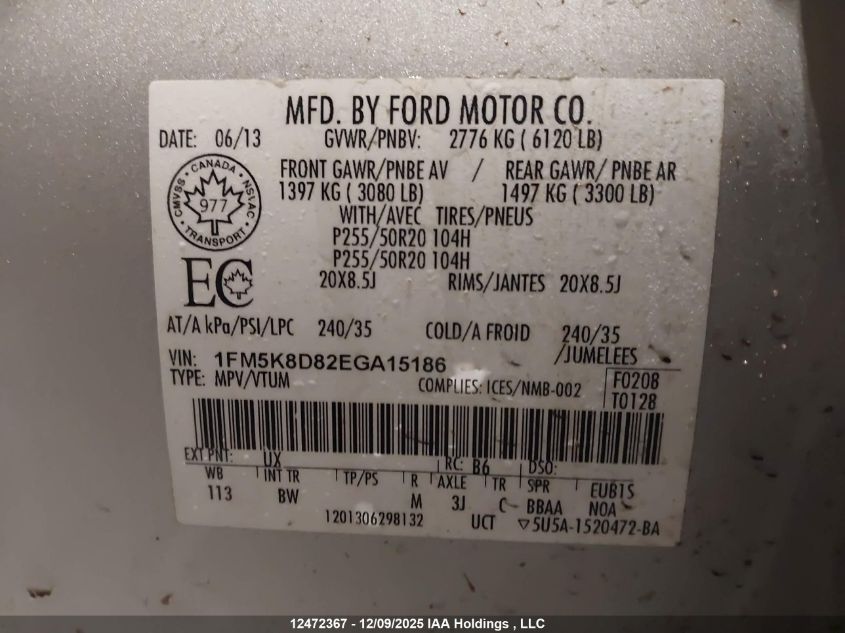 MFD. BY FORD MOTOR CO.
DATE: 06/13 GVWR/PNBV: 2776 KG ( 6120 LB)
FRONT GAWR/PNBE AV / REAR GAWR/ PNBE AR
1397 KG ( 3080 LB) 1497 KG ( 3300 LB)
WITH/AVEC TIRES/PNEUS
P255/50R20 104H
P255/50R20 104H
20X8.5J RIMS/JANTES 20X8.5J
CANADA
CMVSS NSVAC
977
TRANSPORT
EC
AT/A kPa/PSI/LPC 240/35 COLD/A FROID 240/35
/JUMELEES
VIN: 1FM5K8D82EGA15186
TYPE: MPV/VTUM COMPLIES: ICES/NMB-002
F0208
T0128
EXT PNT: UX RC: B6 DSO:
WB INT TR TP/PS R AXLE TR SPR EUB1S
113 BW M 3J C BBAA NOA
1201306298132 UCT ▽5U5A-1520472-BA
12472367 - 12/09/2025 IAA Holdings , LLC